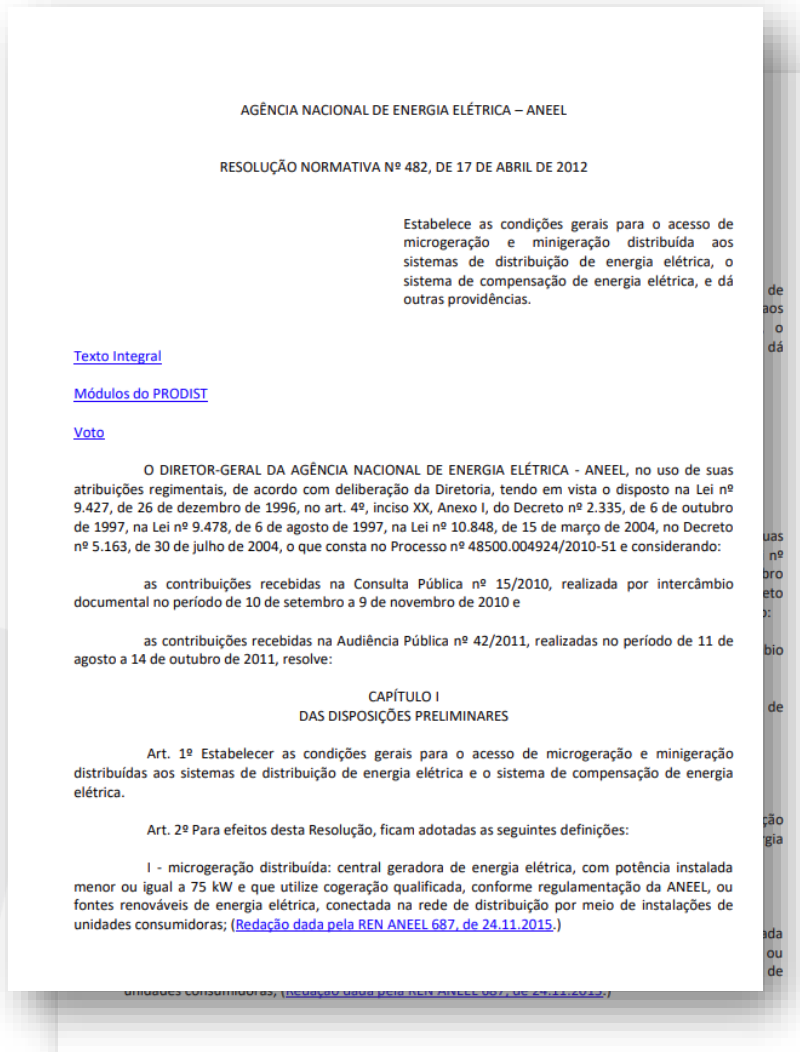 AGÊNCIA NACIONAL DE ENERGIA ELÉTRICA – ANEEL
RESOLUÇÃO NORMATIVA Nº 482, DE 17 DE ABRIL DE 2012
Estabelece as condições gerais para o acesso de
microgeração e minigeração distribuída aos
sistemas de distribuição de energia elétrica, o
sistema de compensação de energia elétrica, e dá
outras providências.
Texto Integral
Módulos do PRODIST
Voto
O DIRETOR-GERAL DA AGÊNCIA NACIONAL DE ENERGIA ELÉTRICA - ANEEL, no uso de suas
atribuições regimentais, de acordo com deliberação da Diretoria, tendo em vista o disposto na Lei nº
9.427, de 26 de dezembro de 1996, no art. 4º, inciso XX, Anexo I, do Decreto nº 2.335, de 6 de outubro
de 1997, na Lei nº 9.478, de 6 de agosto de 1997, na Lei nº 10.848, de 15 de março de 2004, no Decreto
nº 5.163, de 30 de julho de 2004, o que consta no Processo nº 48500.004924/2010-51 e considerando:
as contribuições recebidas na Consulta Pública nº 15/2010, realizada por intercâmbio
documental no período de 10 de setembro a 9 de novembro de 2010 e
as contribuições recebidas na Audiência Pública nº 42/2011, realizadas no período de 11 de
agosto a 14 de outubro de 2011, resolve:
CAPÍTULO I
DAS DISPOSIÇÕES PRELIMINARES
Art. 1º Estabelecer as condições gerais para o acesso de microgeração e minigeração
distribuídas aos sistemas de distribuição de energia elétrica e o sistema de compensação de energia
elétrica.
Art. 2º Para efeitos desta Resolução, ficam adotadas as seguintes definições:
I - microgeração distribuída: central geradora de energia elétrica, com potência instalada
menor ou igual a 75 kW e que utilize cogeração qualificada, conforme regulamentação da ANEEL, ou
fontes renováveis de energia elétrica, conectada na rede de distribuição por meio de instalações de
unidades consumidoras; (Redação dada pela REN ANEEL 687, de 24.11.2015.)